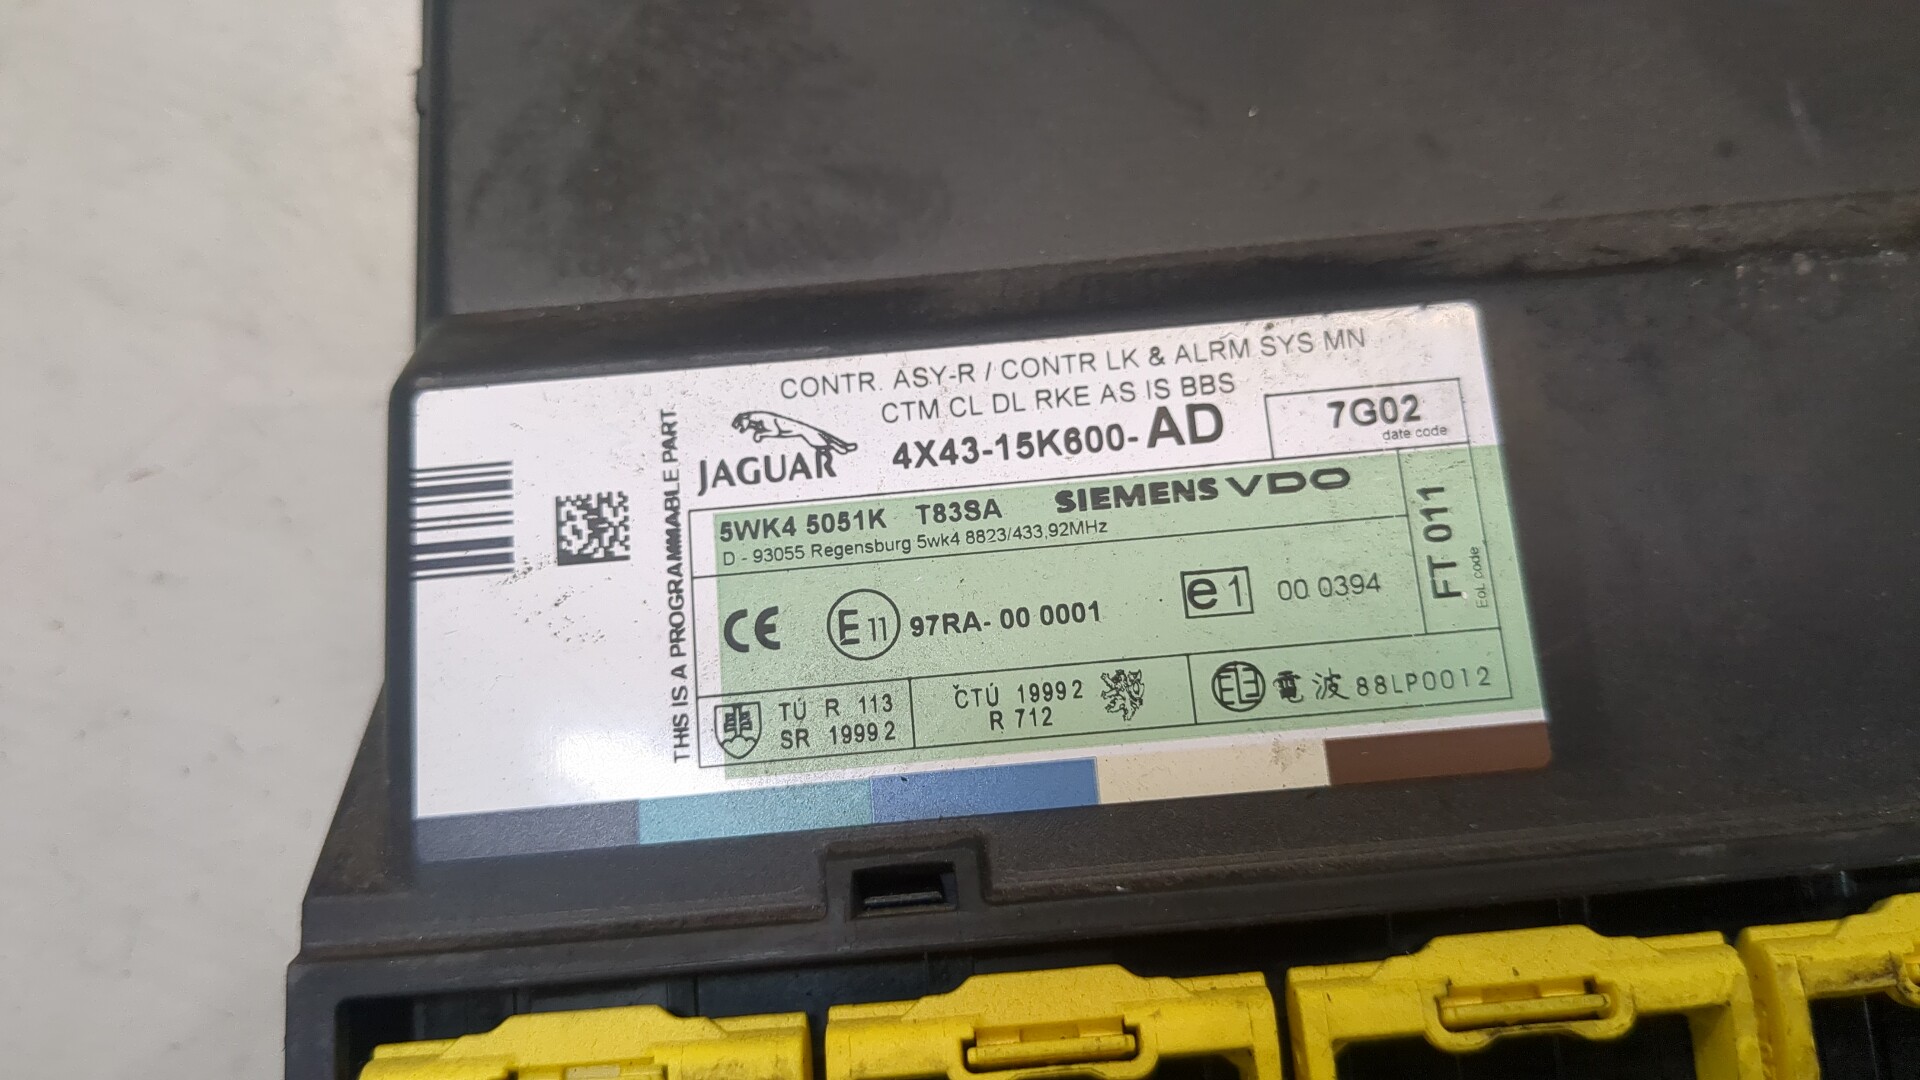 CONTR. ASY-R / CONTR LK & ALRM SYS MN
CTM CL DL RKE AS IS BBS
JAGUAR
4X43-15K600-AD
7G02
date code
THIS IS A PROGRAMMABLE PART
5WK4 5051K T83SA SIEMENS VDO
D - 93055 Regensburg 5wk4 8823/433,92MHz
FT 011
EoL code
CE E11 97RA- 00 0001 e1 00 0394
TÚ R 113
SR 1999 2
ČTÚ 1999 2
R 712
電波 88LP0012